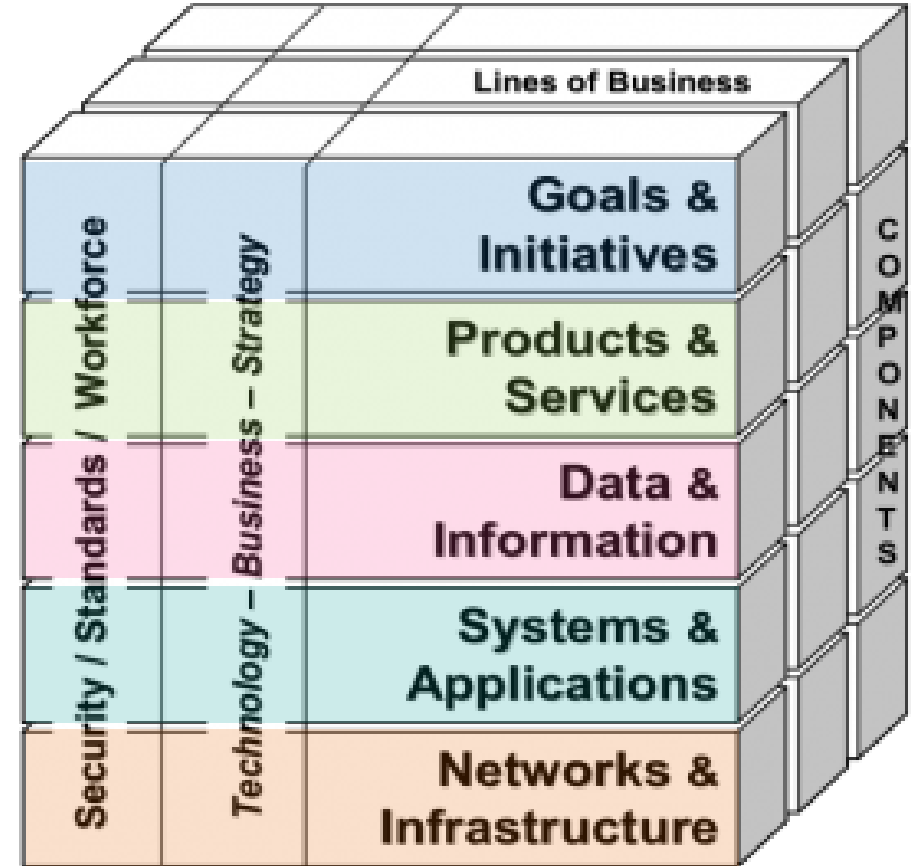 Lines of Business
Goals &
Initiatives
Products &
Services
Data &
Information
Systems &
Applications
Networks &
Infrastructure
Security / Standards / Workforce
Technology – Business – Strategy
COMPONENTS